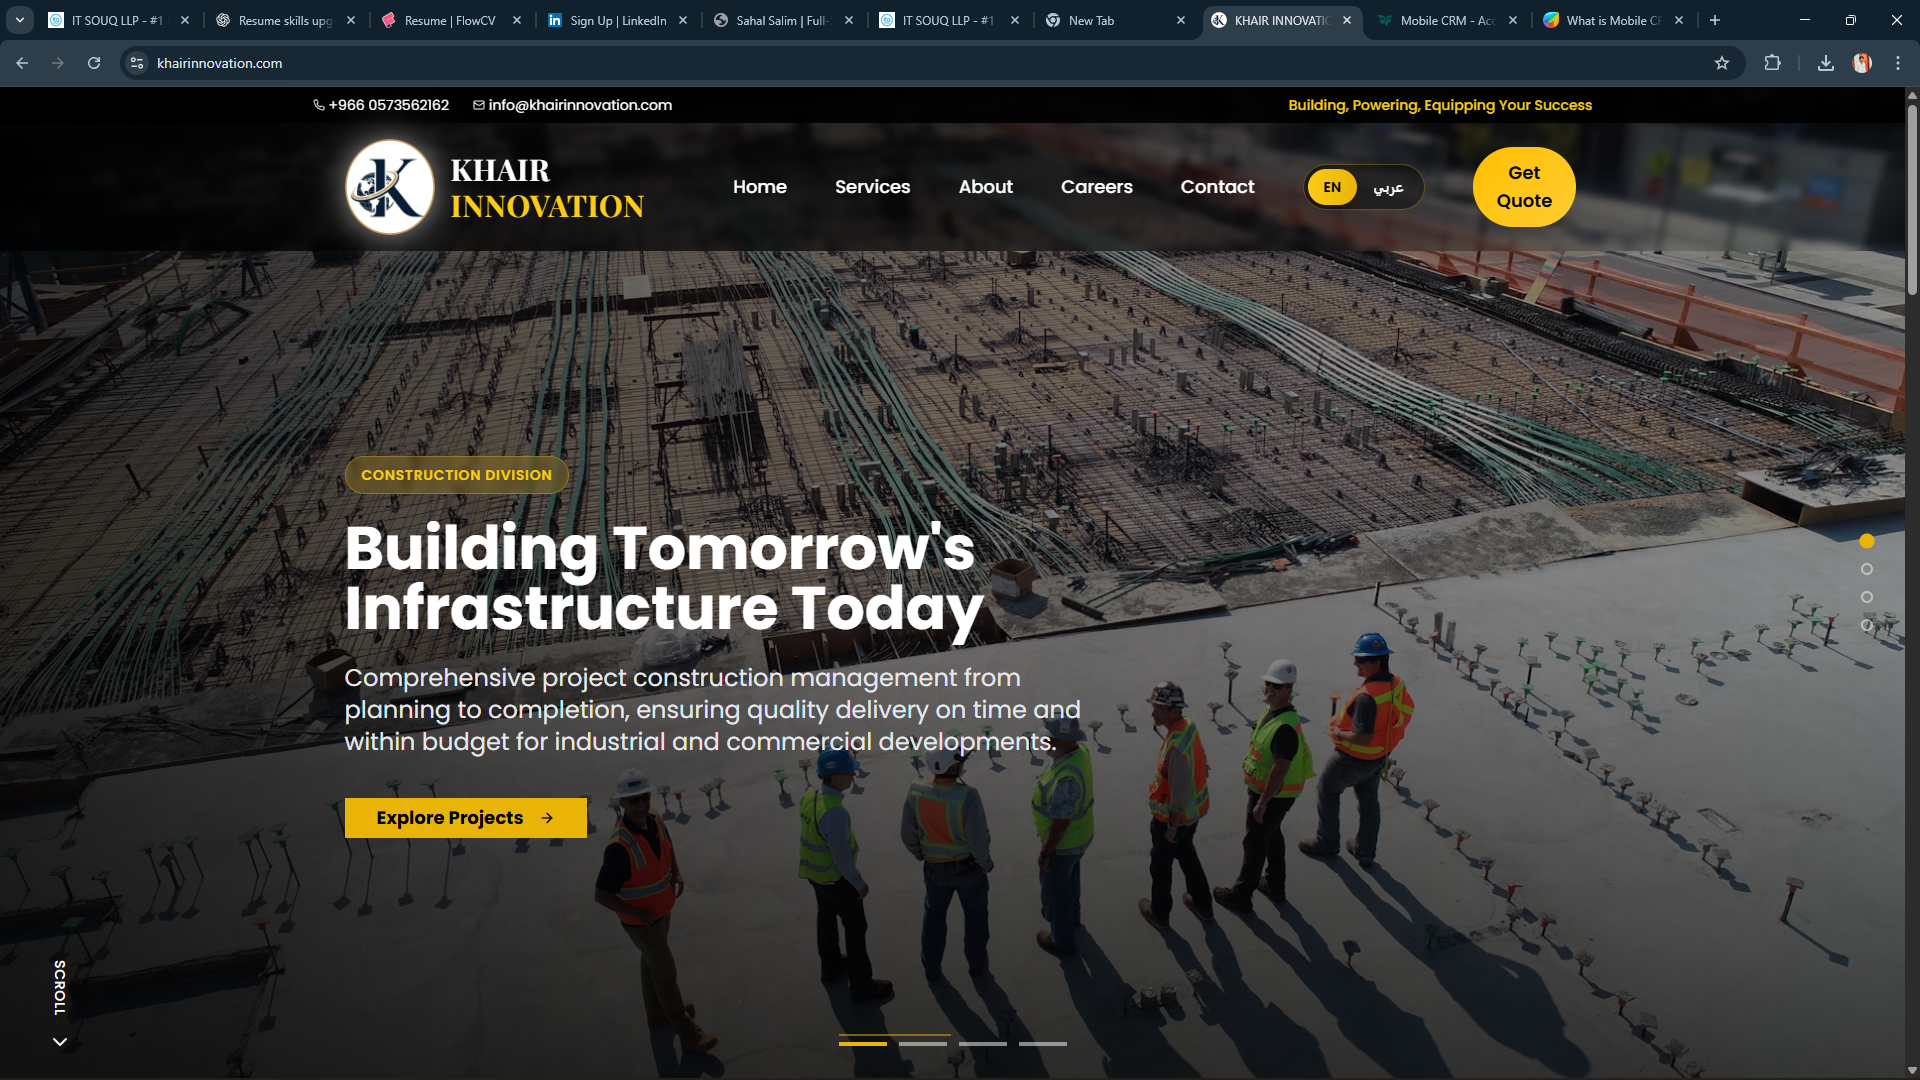 IT SOUQ LLP - #1
Resume skills upg
Resume | FlowCV
Sign Up | LinkedIn
Sahal Salim | Full-
IT SOUQ LLP - #1
New Tab
KHAIR INNOVATIO
Mobile CRM - Acc
What is Mobile CR
khairinnovation.com
+966 0573562162
info@khairinnovation.com
Building, Powering, Equipping Your Success
KHAIR
INNOVATION
Home
Services
About
Careers
Contact
EN
عربي
Get
Quote
CONSTRUCTION DIVISION
Building Tomorrow's
Infrastructure Today
Comprehensive project construction management from
planning to completion, ensuring quality delivery on time and
within budget for industrial and commercial developments.
Explore Projects
SCROLL